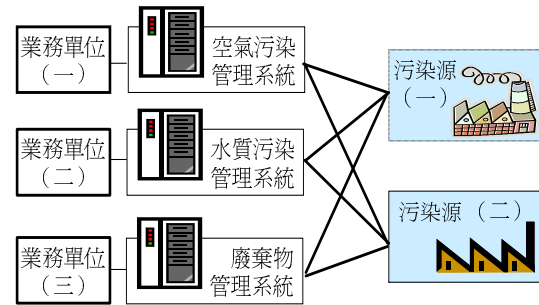 業務單位
（一）
空氣污染
管理系統
污染源
（一）
業務單位
（二）
水質污染
管理系統
污染源（二）
業務單位
（三）
廢棄物
管理系統